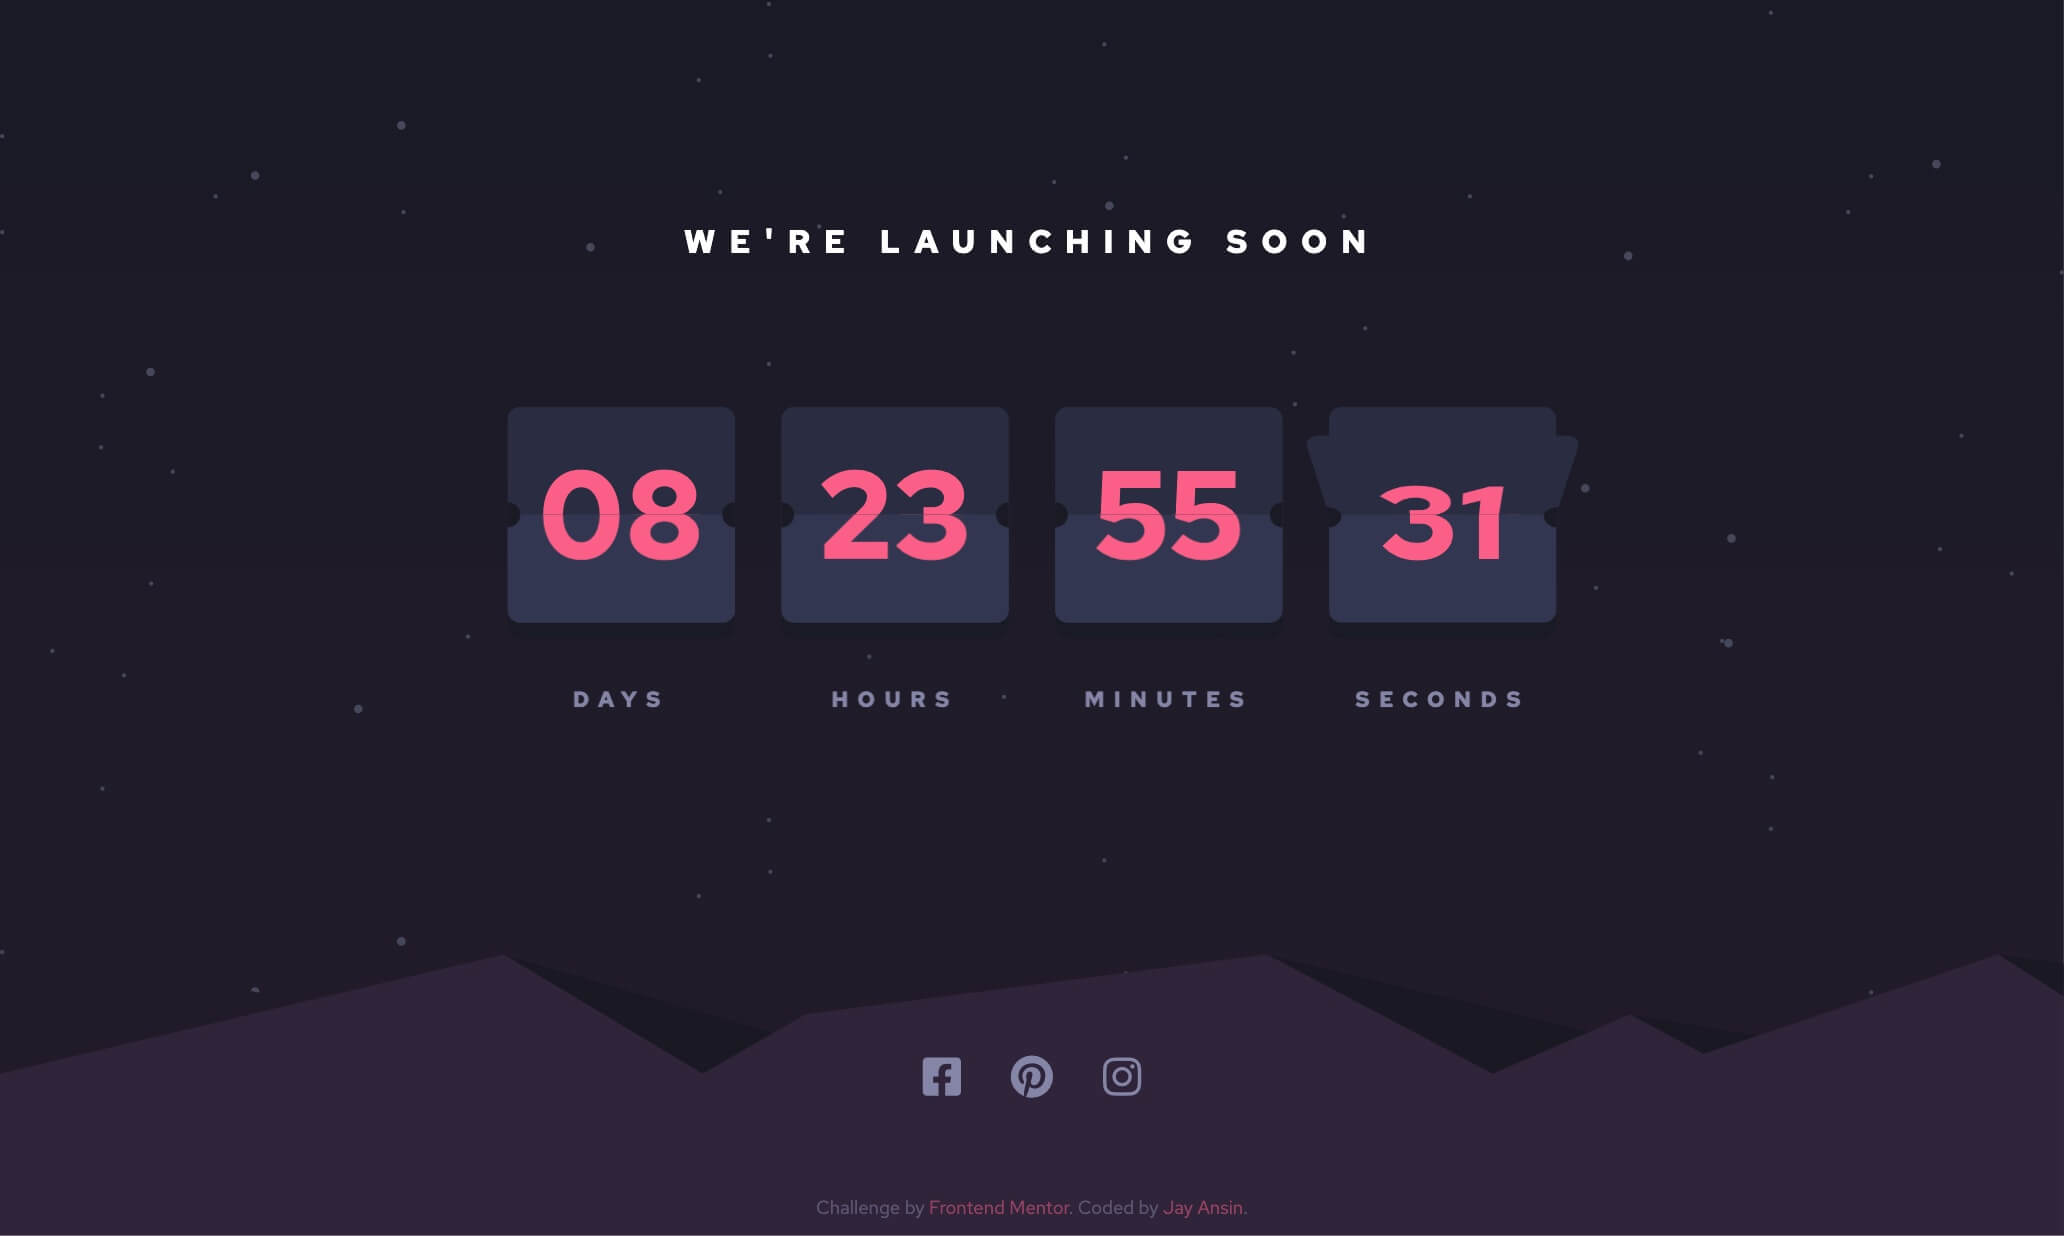 WE'RE LAUNCHING SOON
08 23 55 31
DAYS HOURS MINUTES SECONDS
Challenge by Frontend Mentor. Coded by Jay Ansin.